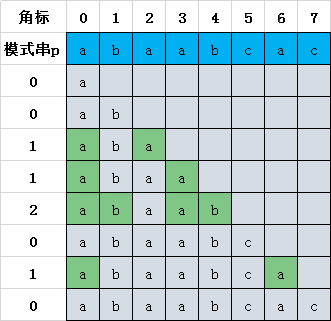 角标 0 1 2 3 4 5 6 7
模式串p a b a a b c a c
0 a
0 a b
1 a b a
1 a b a a
2 a b a a b
0 a b a a b c
1 a b a a b c a
0 a b a a b c a c